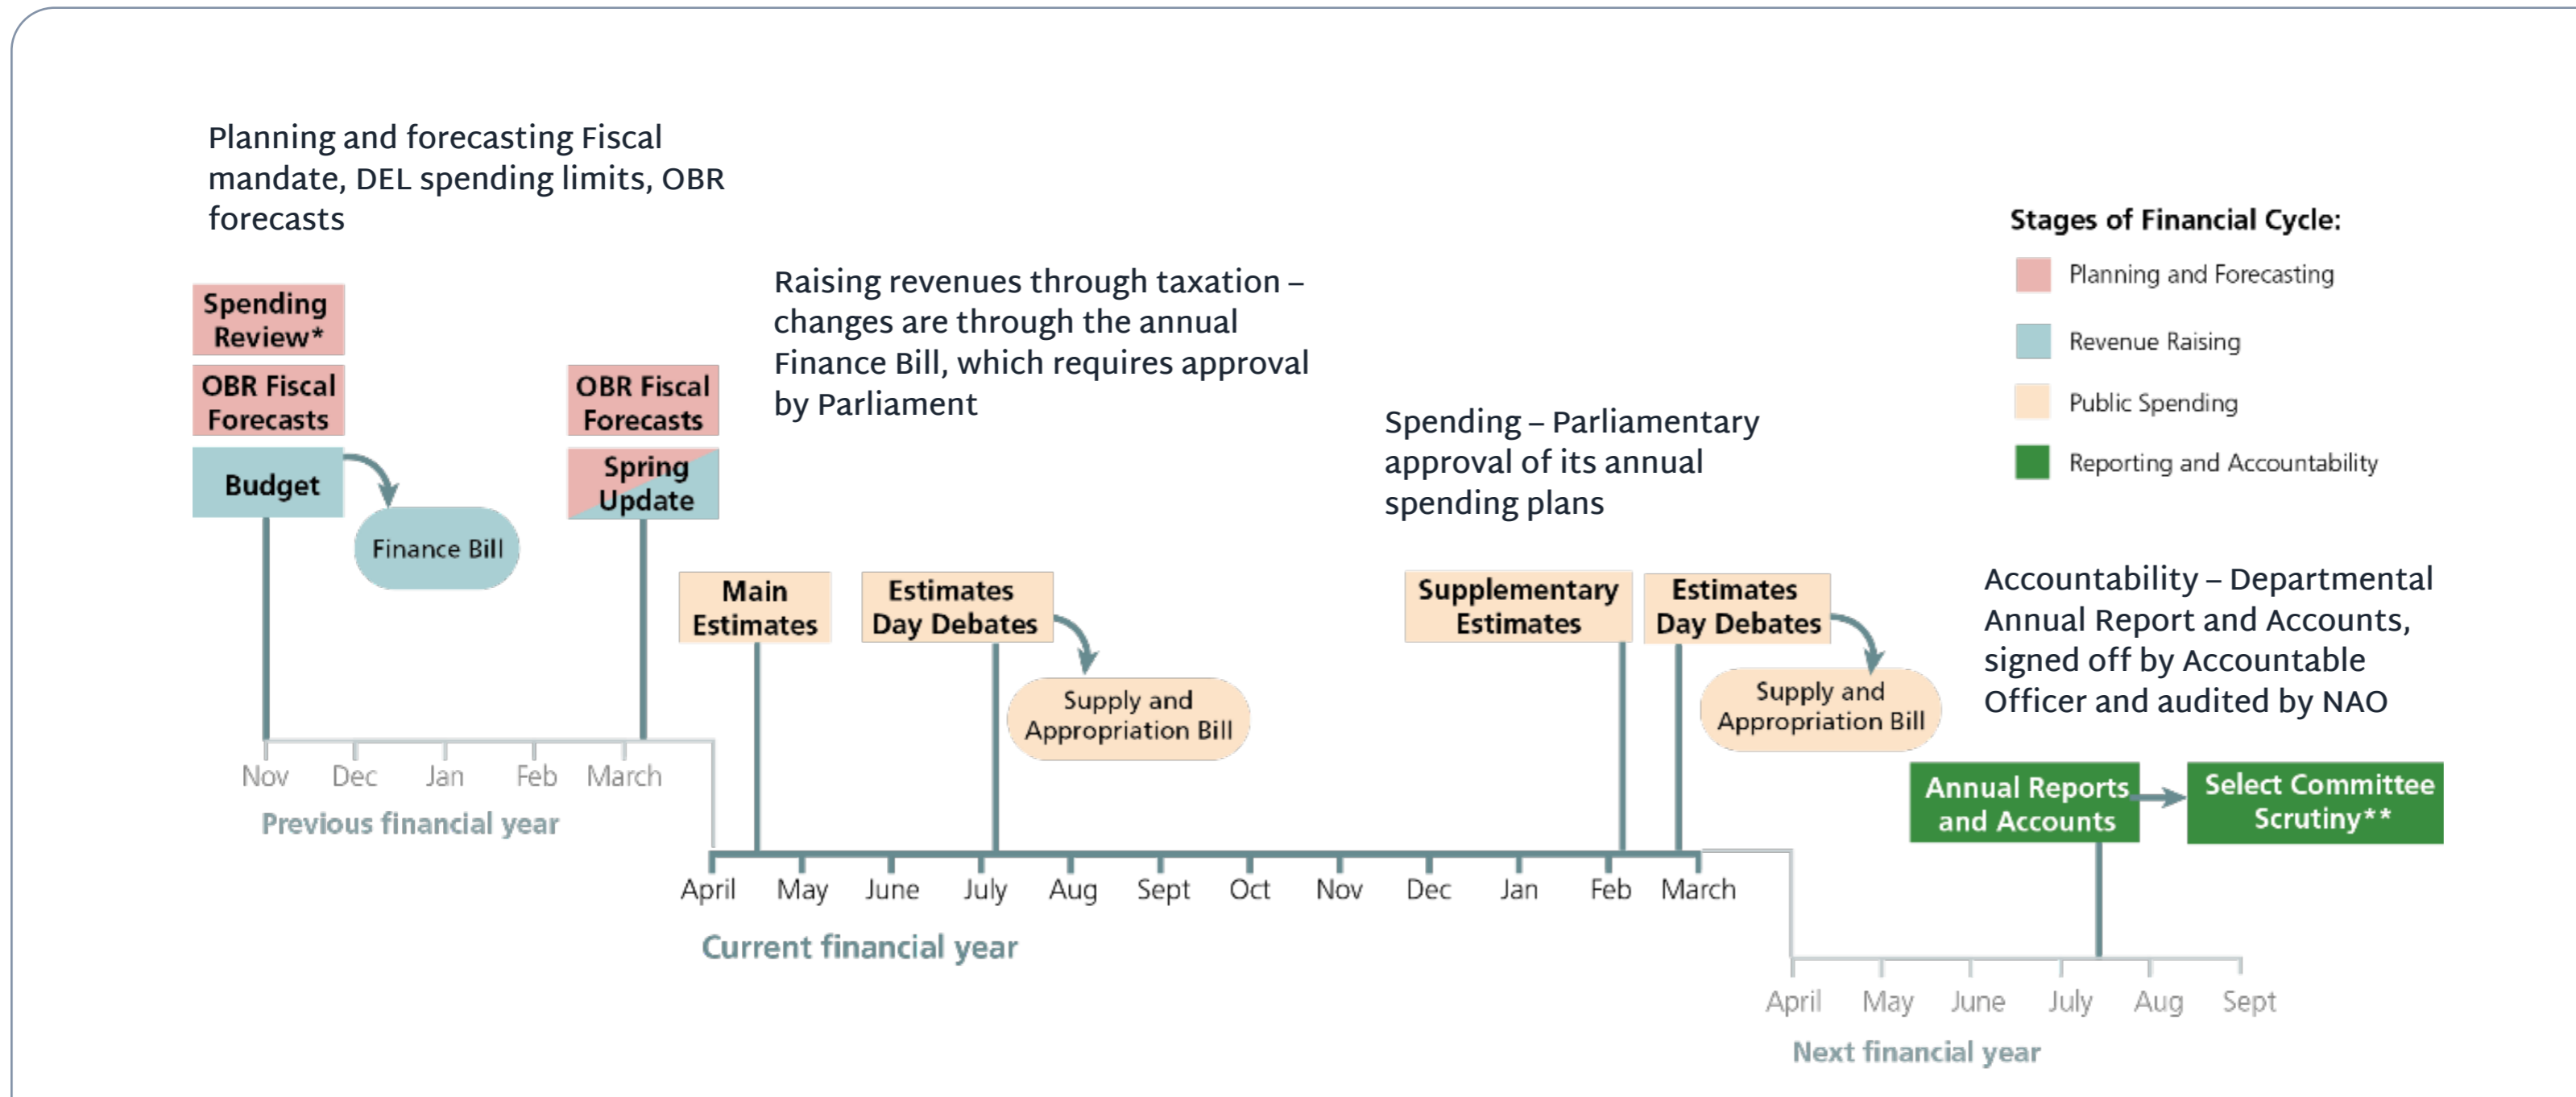 Planning and forecasting Fiscal
mandate, DEL spending limits, OBR
forecasts
Spending
Review*
OBR Fiscal
Forecasts
Budget
Finance Bill
OBR Fiscal
Forecasts
Spring
Update
Raising revenues through taxation –
changes are through the annual
Finance Bill, which requires approval
by Parliament
Spending – Parliamentary
approval of its annual
spending plans
Stages of Financial Cycle:
Planning and Forecasting
Revenue Raising
Public Spending
Reporting and Accountability
Main
Estimates
Estimates
Day Debates
Supply and
Appropriation Bill
Supplementary
Estimates
Estimates
Day Debates
Supply and
Appropriation Bill
Accountability – Departmental
Annual Report and Accounts,
signed off by Accountable
Officer and audited by NAO
Annual Reports
and Accounts
Select Committee
Scrutiny**
Nov Dec Jan Feb March
Previous financial year
April May June July Aug Sept Oct Nov Dec Jan Feb March
Current financial year
April May June July Aug Sept
Next financial year